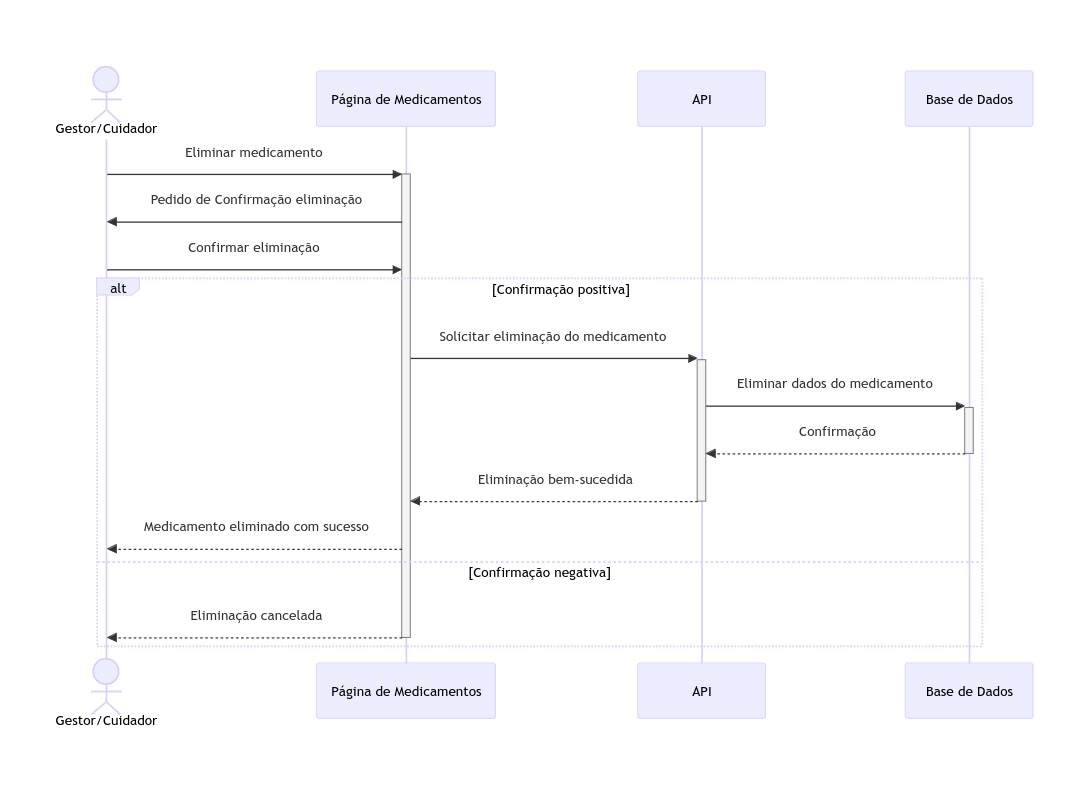 Gestor/Cuidador
Página de Medicamentos
API
Base de Dados
Eliminar medicamento
Pedido de Confirmação eliminação
Confirmar eliminação
alt
[Confirmação positiva]
Solicitar eliminação do medicamento
Eliminar dados do medicamento
Confirmação
Eliminação bem-sucedida
Medicamento eliminado com sucesso
[Confirmação negativa]
Eliminação cancelada
Gestor/Cuidador
Página de Medicamentos
API
Base de Dados